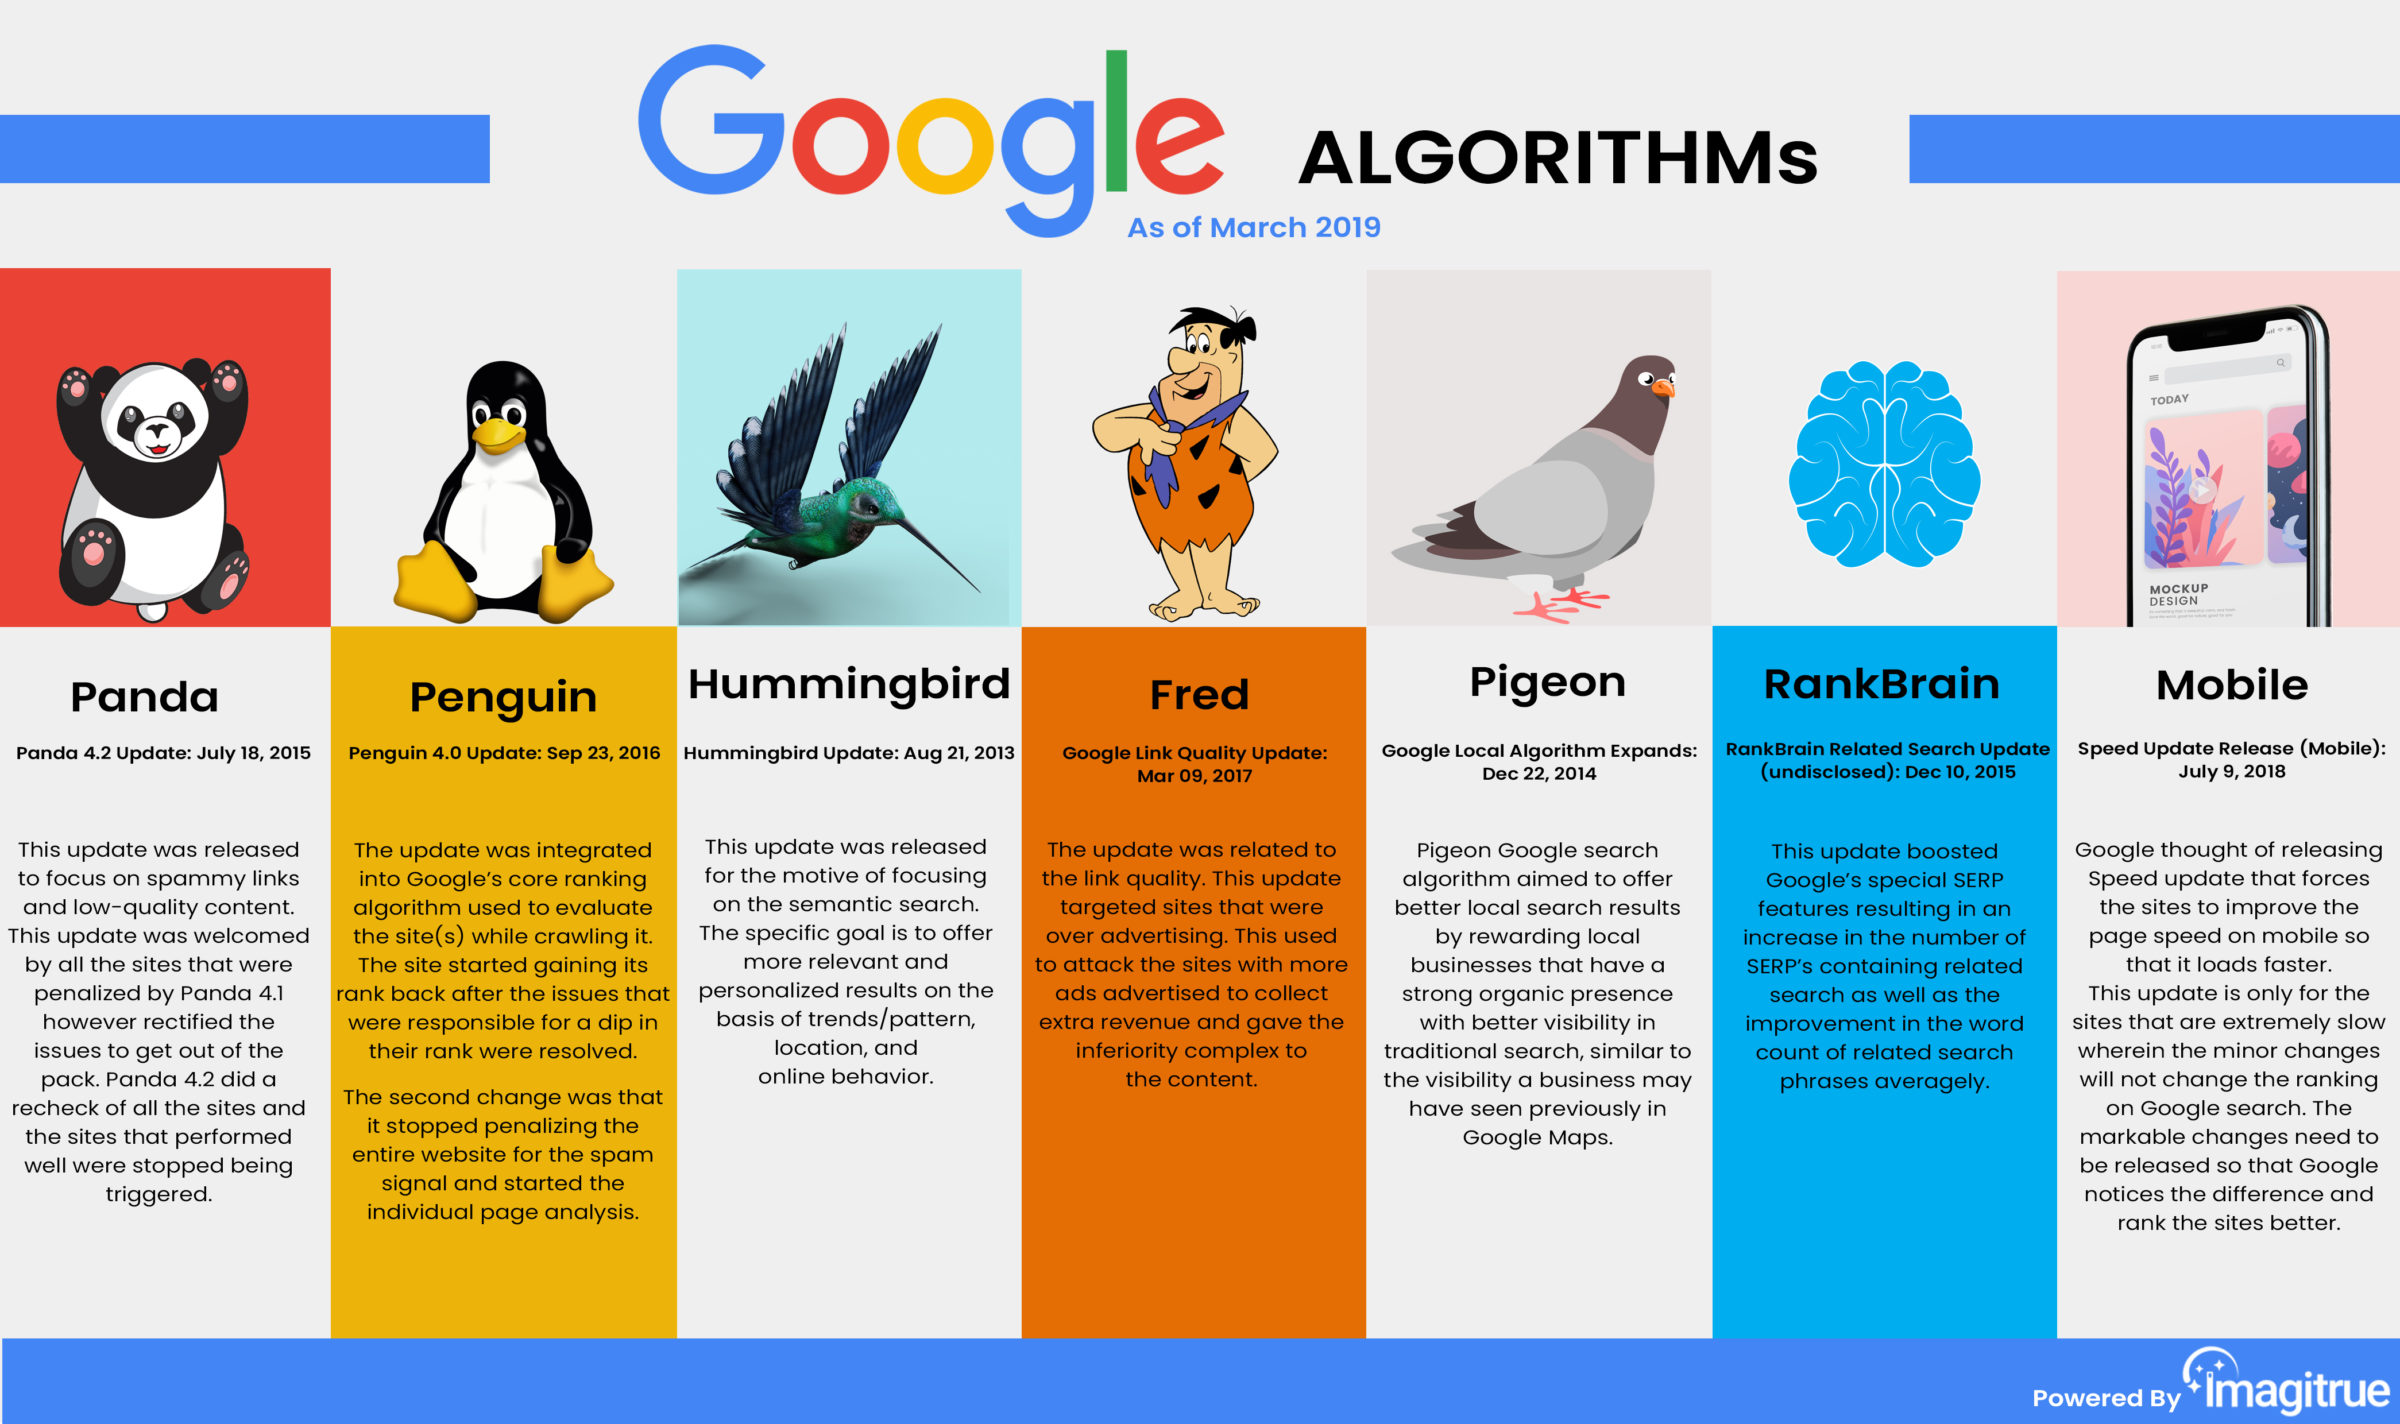 Google ALGORITHMs
As of March 2019
TODAY
MOCKUP
DESIGN
Panda
Panda 4.2 Update: July 18, 2015
This update was released
to focus on spammy links
and low-quality content.
This update was welcomed
by all the sites that were
penalized by Panda 4.1
however rectified the
issues to get out of the
pack. Panda 4.2 did a
recheck of all the sites and
the sites that performed
well were stopped being
triggered.
Penguin
Penguin 4.0 Update: Sep 23, 2016
The update was integrated
into Google's core ranking
algorithm used to evaluate
the site(s) while crawling it.
The site started gaining its
rank back after the issues that
were responsible for a dip in
their rank were resolved.
The second change was that
it stopped penalizing the
entire website for the spam
signal and started the
individual page analysis.
Hummingbird
Hummingbird Update: Aug 21, 2013
This update was released
for the motive of focusing
on the semantic search.
The specific goal is to offer
more relevant and
personalized results on the
basis of trends/pattern,
location, and
online behavior.
Fred
Google Link Quality Update:
Mar 09, 2017
The update was related to
the link quality. This update
targeted sites that were
over advertising. This used
to attack the sites with more
ads advertised to collect
extra revenue and gave the
inferiority complex to
the content.
Pigeon
Google Local Algorithm Expands:
Dec 22, 2014
Pigeon Google search
algorithm aimed to offer
better local search results
by rewarding local
businesses that have a
strong organic presence
with better visibility in
traditional search, similar to
the visibility a business may
have seen previously in
Google Maps.
RankBrain
RankBrain Related Search Update
(undisclosed): Dec 10, 2015
This update boosted
Google's special SERP
features resulting in an
increase in the number of
SERP's containing related
search as well as the
improvement in the word
count of related search
phrases averagely.
Mobile
Speed Update Release (Mobile):
July 9, 2018
Google thought of releasing
Speed update that forces
the sites to improve the
page speed on mobile so
that it loads faster.
This update is only for the
sites that are extremely slow
wherein the minor changes
will not change the ranking
on Google search. The
markable changes need to
be released so that Google
notices the difference and
rank the sites better.
Powered By Imagitrue